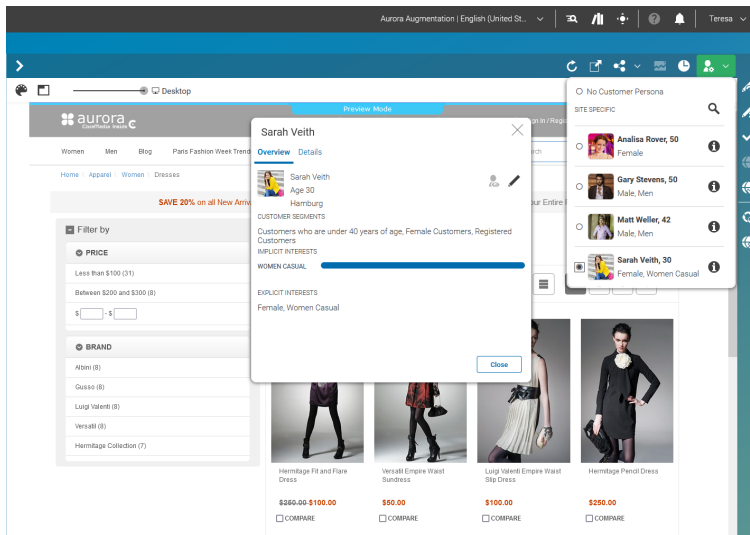 Aurora Augmentation | English (United St...
Teresa
Desktop
Preview Mode
aurora
CoreMedia Inside
C
Sign In / Regis
Women
Men
Blog
Paris Fashion Week Trend
rch
Home
Apparel
Women
Dresses
SAVE 20% on all New Arriv
our Entire
Filter by
PRICE
Less than $100 (31)
Between $200 and $300 (8)
$ - $
BRAND
Albini (8)
Gusso (8)
Luigi Valenti (8)
Versatil (8)
Hermitage Collection (7)
Sarah Veith
Overview
Details
Sarah Veith
Age 30
Hamburg
CUSTOMER SEGMENTS
Customers who are under 40 years of age, Female Customers, Registered
Customers
IMPLICIT INTERESTS
WOMEN CASUAL
EXPLICIT INTERESTS
Female, Women Casual
Close
No Customer Persona
SITE SPECIFIC
Analisa Rover, 50
Female
Gary Stevens, 50
Male, Men
Matt Weller, 42
Male, Men
Sarah Veith, 30
Female, Women Casual
Hermitage Fit and Flare
Dress
$250.00 $100.00
COMPARE
Versatil Empire Waist
Sundress
$50.00
COMPARE
Luigi Valenti Empire Waist
Slip Dress
$100.00
COMPARE
Hermitage Pencil Dress
$250.00
COMPARE